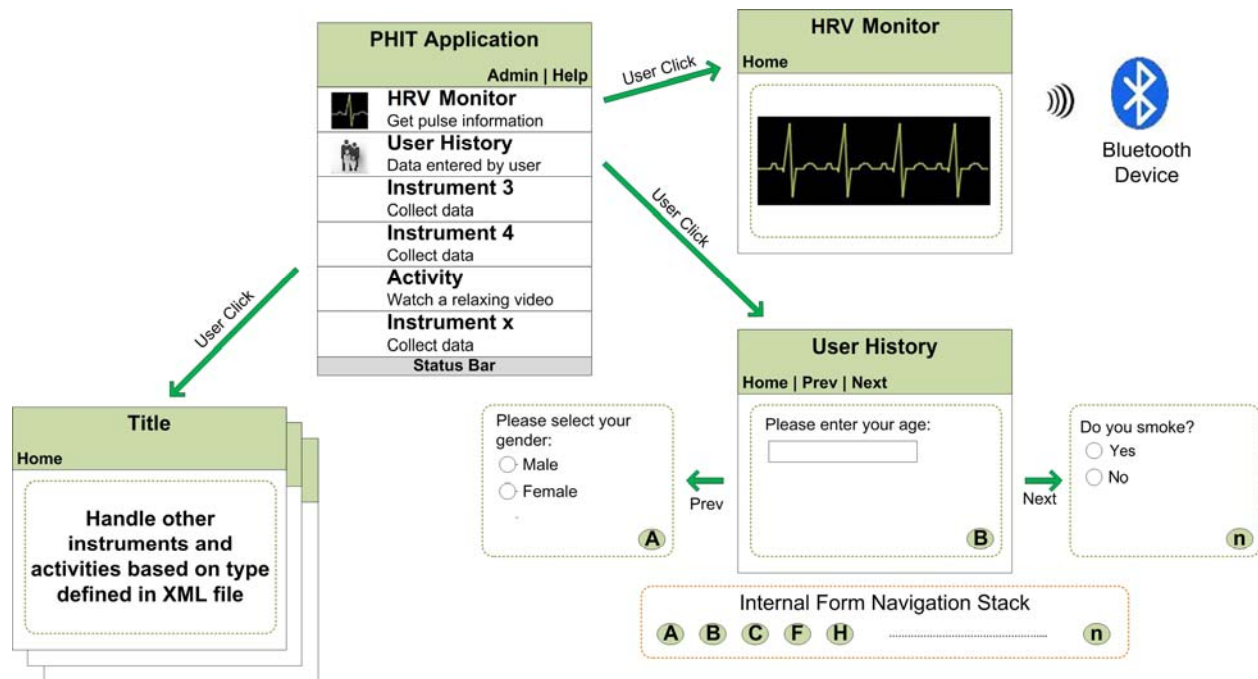 PHIT Application
Admin | Help
HRV Monitor
Get pulse information
User History
Data entered by user
Instrument 3
Collect data
Instrument 4
Collect data
Activity
Watch a relaxing video
Instrument x
Collect data
Status Bar
User Click
HRV Monitor
Home
Bluetooth
Device
User Click
User Click
Title
Home
Handle other
instruments and
activities based on type
defined in XML file
User History
Home | Prev | Next
Please select your
gender:
Male
Female
A
Prev
Please enter your age:
B
Next
Do you smoke?
Yes
No
n
Internal Form Navigation Stack
A B C F H n